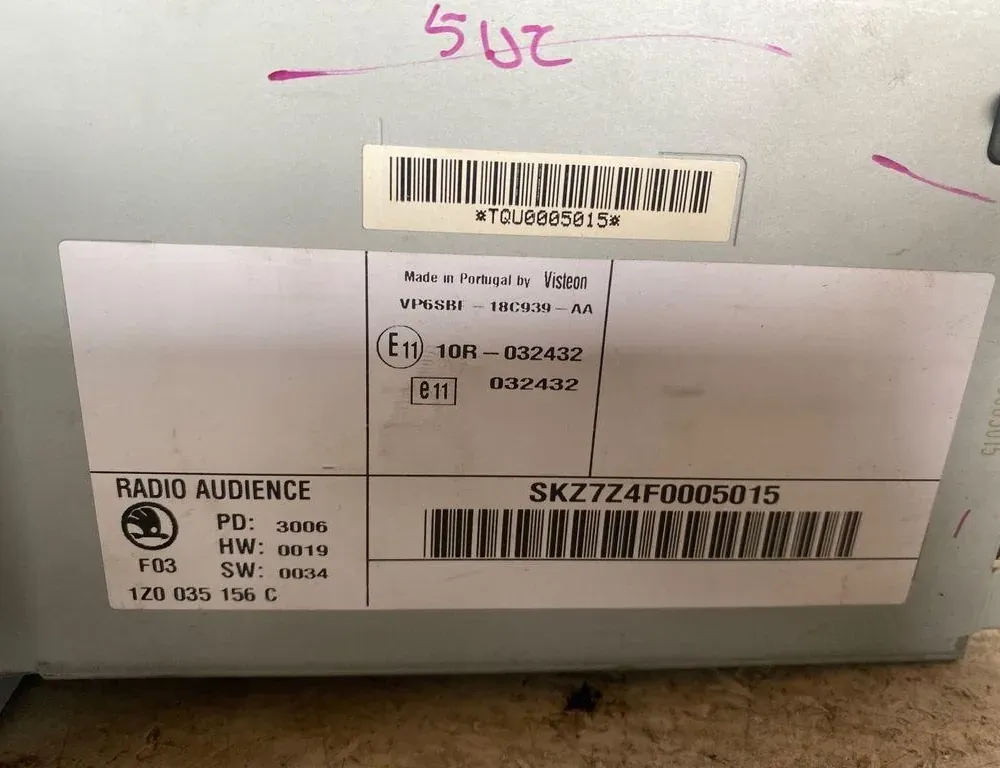 *TQU0005015*
Made in Portugal by Visteon
VP6SBF - 18C939 - AA
E11 10R - 032432
e11 032432
SKZ7Z4F0005015
RADIO AUDIENCE
PD: 3006
HW: 0019
F03 SW: 0034
1Z0 035 156 C